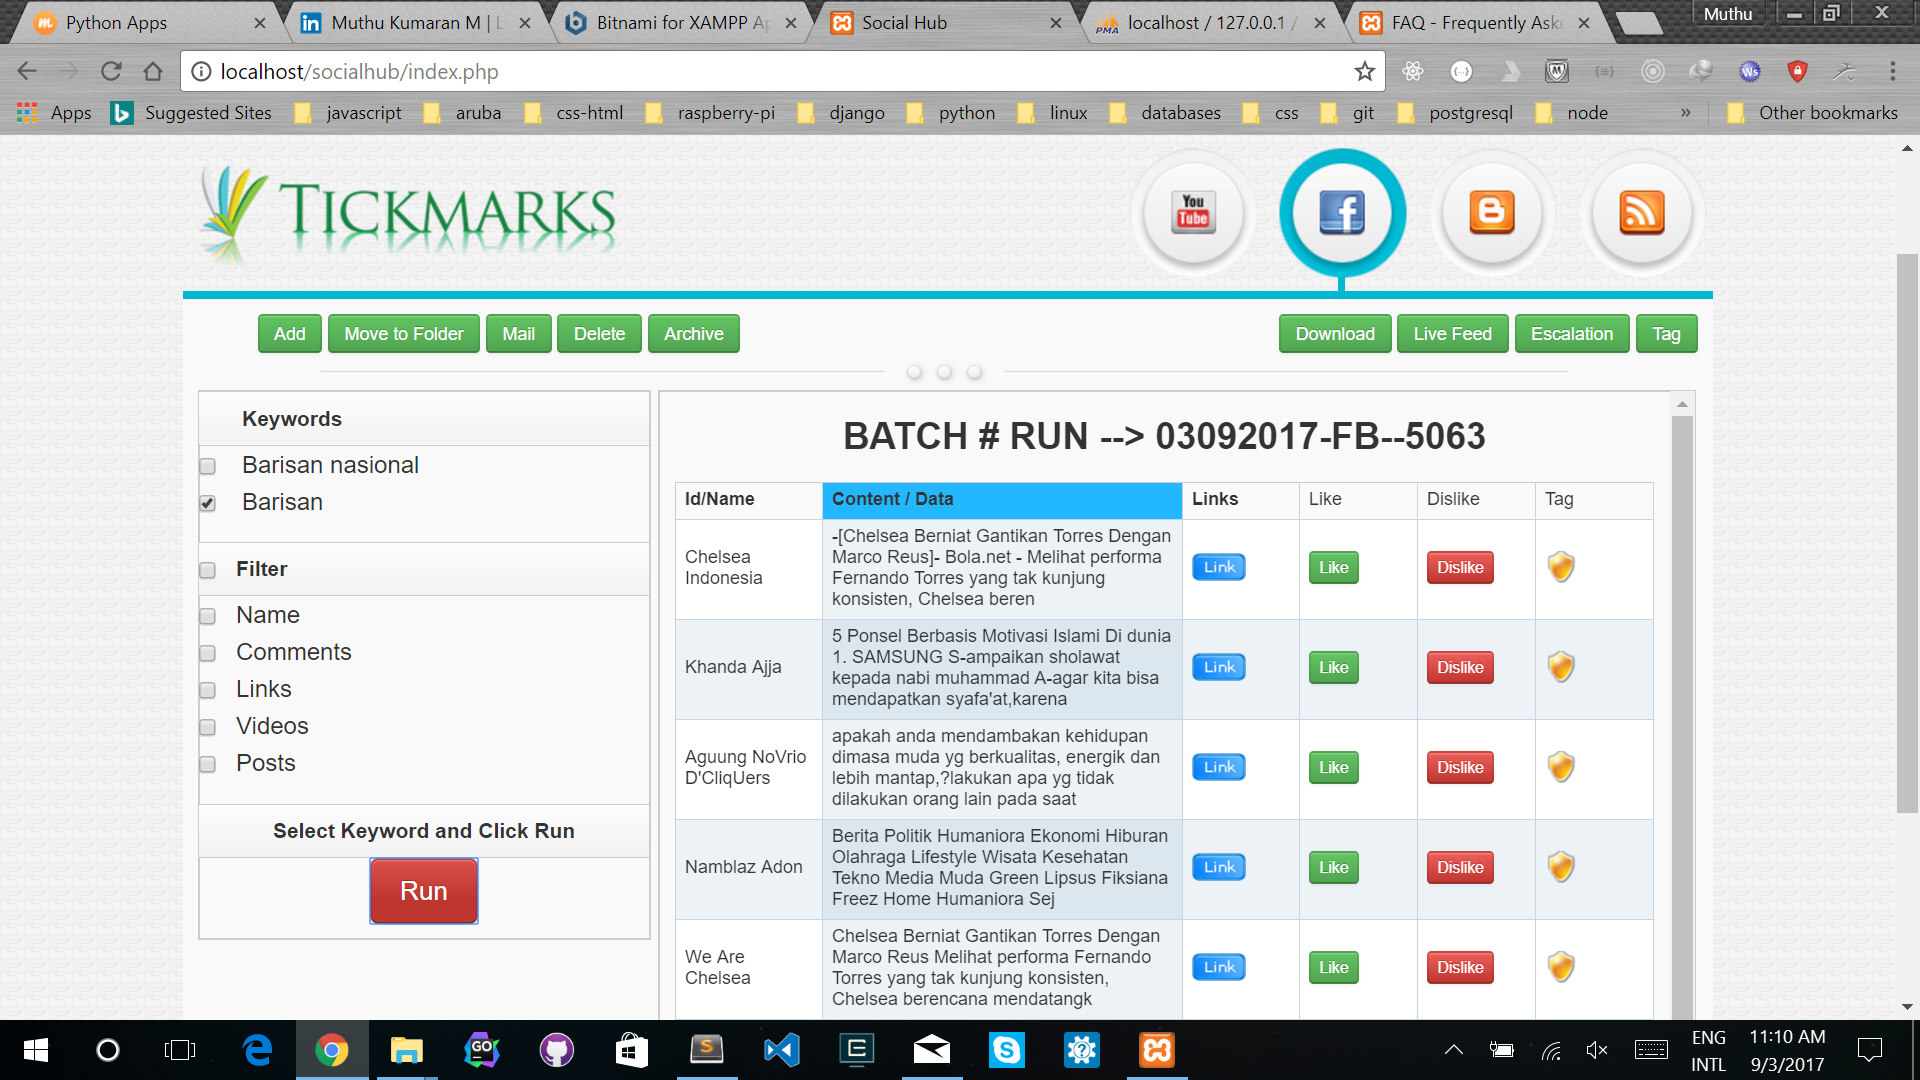 Python Apps
Muthu Kumaran M | L
Bitnami for XAMPP Ap
Social Hub
PMA
localhost / 127.0.0.1 /
FAQ - Frequently Aske
Muthu
localhost/socialhub/index.php
Apps
Suggested Sites
javascript
aruba
css-html
raspberry-pi
django
python
linux
databases
css
git
postgresql
node
»
Other bookmarks
TICKMARKS
You
Tube
Add
Move to Folder
Mail
Delete
Archive
Download
Live Feed
Escalation
Tag
Keywords
Barisan nasional
Barisan
Filter
Name
Comments
Links
Videos
Posts
Select Keyword and Click Run
Run
BATCH # RUN --> 03092017-FB--5063
Id/Name
Content / Data
Links
Like
Dislike
Tag
Chelsea
Indonesia
-[Chelsea Berniat Gantikan Torres Dengan
Marco Reus]- Bola.net - Melihat performa
Fernando Torres yang tak kunjung
konsisten, Chelsea beren
Link
Like
Dislike
Khanda Ajja
5 Ponsel Berbasis Motivasi Islami Di dunia
1. SAMSUNG S-ampaikan sholawat
kepada nabi muhammad A-agar kita bisa
mendapatkan syafa'at,karena
Link
Like
Dislike
Aguung NoVrio
D'CliqUers
apakah anda mendambakan kehidupan
dimasa muda yg berkualitas, energik dan
lebih mantap,?lakukan apa yg tidak
dilakukan orang lain pada saat
Link
Like
Dislike
Namblaz Adon
Berita Politik Humaniora Ekonomi Hiburan
Olahraga Lifestyle Wisata Kesehatan
Tekno Media Muda Green Lipsus Fiksiana
Freez Home Humaniora Sej
Link
Like
Dislike
We Are
Chelsea
Chelsea Berniat Gantikan Torres Dengan
Marco Reus Melihat performa Fernando
Torres yang tak kunjung konsisten,
Chelsea berencana mendatangk
Link
Like
Dislike
GO
ENG
INTL
11:10 AM
9/3/2017